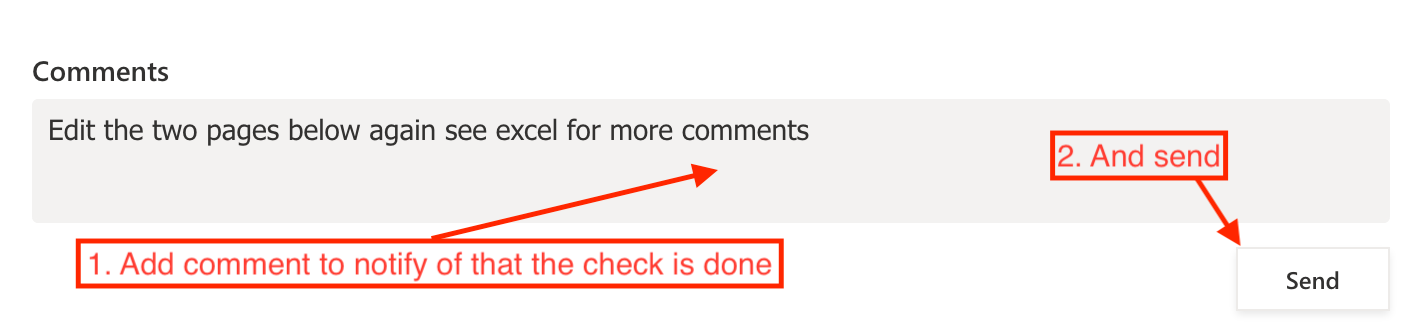 Comments
Edit the two pages below again see excel for more comments
2. And send
1. Add comment to notify of that the check is done
Send